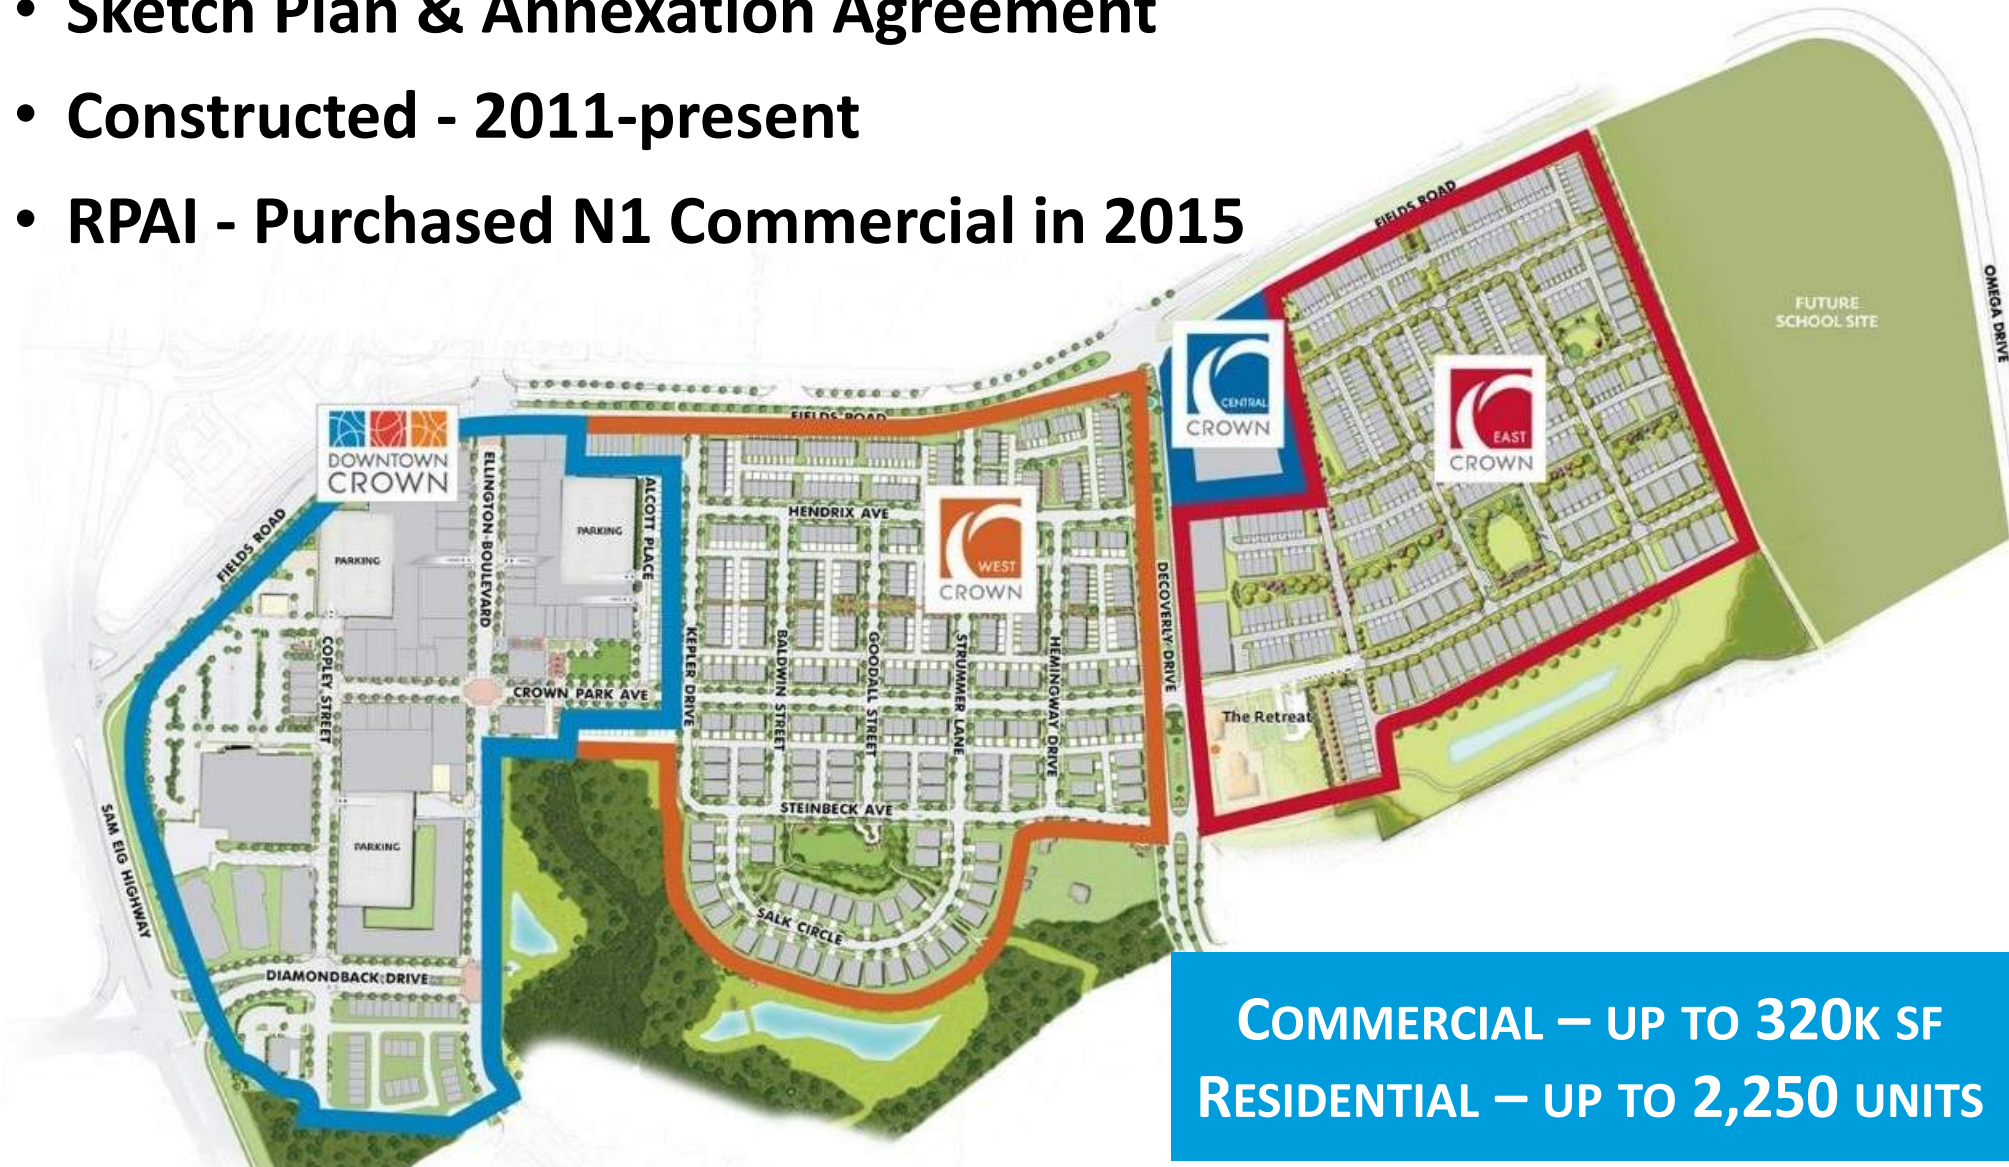 • Sketch Plan & Annexation Agreement
• Constructed - 2011-present
• RPAI - Purchased N1 Commercial in 2015
FIELDS ROAD
OMEGA DRIVE
FUTURE
SCHOOL SITE
CENTRAL
CROWN
EAST
CROWN
DOWNTOWN
CROWN
FIELDS ROAD
ELLINGTON BOULEVARD
ALCOTT PLACE
PARKING
PARKING
FIELDS ROAD
HENDRIX AVE
WEST
CROWN
DECOVERLY DRIVE
COPLEY STREET
CROWN PARK AVE
KEPLER DRIVE
BALDWIN STREET
GOODALL STREET
STRUMMER LANE
HEMINGWAY DRIVE
The Retreat
STEINBECK AVE
SAM EIG HIGHWAY
PARKING
SALK CIRCLE
DIAMONDBACK DRIVE
COMMERCIAL – UP TO 320K SF
RESIDENTIAL – UP TO 2,250 UNITS